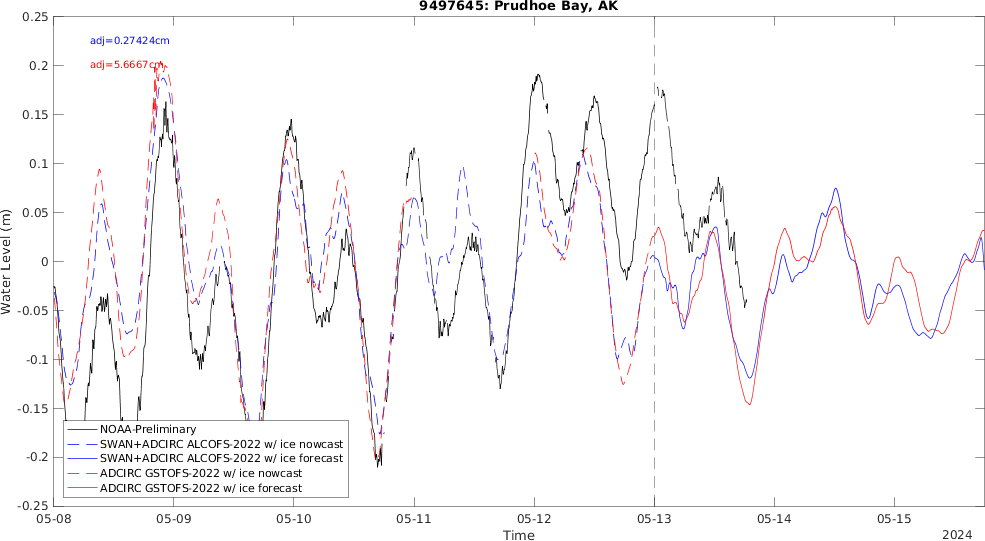 9497645: Prudhoe Bay, AK
0.25
adj=0.27424cm
0.2
adj=5.6667cm
0.15
0.1
0.05
0
-0.05
-0.1
-0.15
-0.2
-0.25
Water Level (m)
NOAA-Preliminary
SWAN+ADCIRC ALCOFS-2022 w/ ice nowcast
SWAN+ADCIRC ALCOFS-2022 w/ ice forecast
ADCIRC GSTOFS-2022 w/ ice nowcast
ADCIRC GSTOFS-2022 w/ ice forecast
05-08 05-09 05-10 05-11 05-12 05-13 05-14 05-15
Time
2024